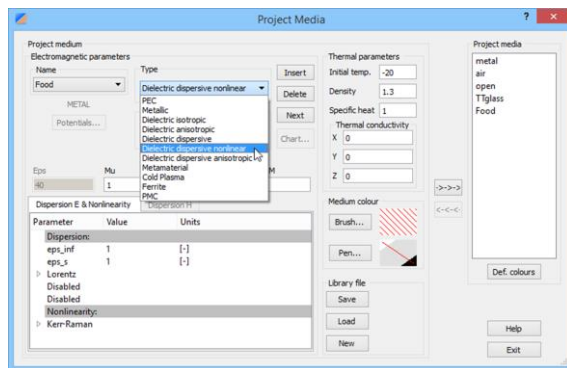 Project Media
? ×
Project medium
Electromagnetic parameters
Name
Food
METAL
Potentials...
Type
Dielectric dispersive nonlinear
PEC
Metallic
Dielectric isotropic
Dielectric anisotropic
Dielectric dispersive
Dielectric dispersive nonlinear
Dielectric dispersive anisotropic
Metamaterial
Cold Plasma
Ferrite
PMC
Insert
Delete
Next
Chart...
Eps
40
Mu
1
M
Dispersion E & Nonlinearity
Dispersion H
Parameter Value Units
Dispersion:
eps_inf 1 [-]
eps_s 1 [-]
Lorentz
Disabled
Disabled
Nonlinearity:
Kerr-Raman
Thermal parameters
Initial temp. -20
Density 1.3
Specific heat 1
Thermal conductivity
X 0
Y 0
Z 0
Medium colour
Brush...
Pen...
Library file
Save
Load
New
->->->
<-<-<-
Project media
metal
air
open
TTglass
Food
Def. colours
Help
Exit